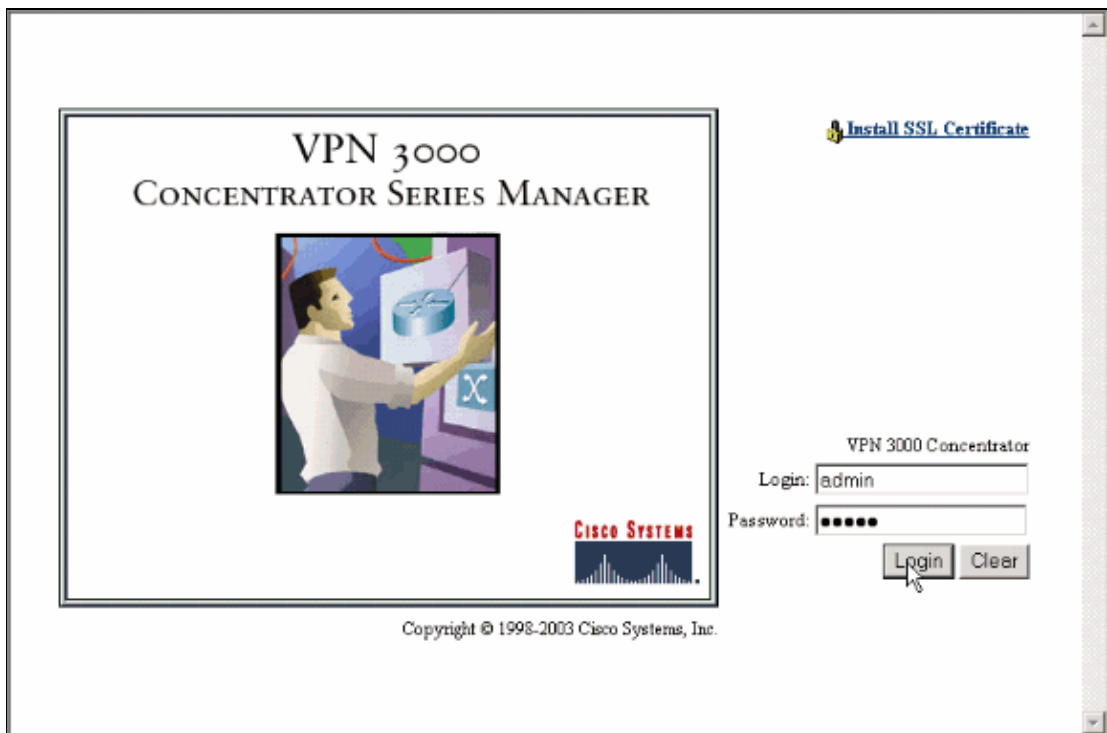 VPN 3000
CONCENTRATOR SERIES MANAGER
CISCO SYSTEMS
Copyright © 1998-2003 Cisco Systems, Inc.
Install SSL Certificate
VPN 3000 Concentrator
Login: admin
Password: •••••
Login Clear